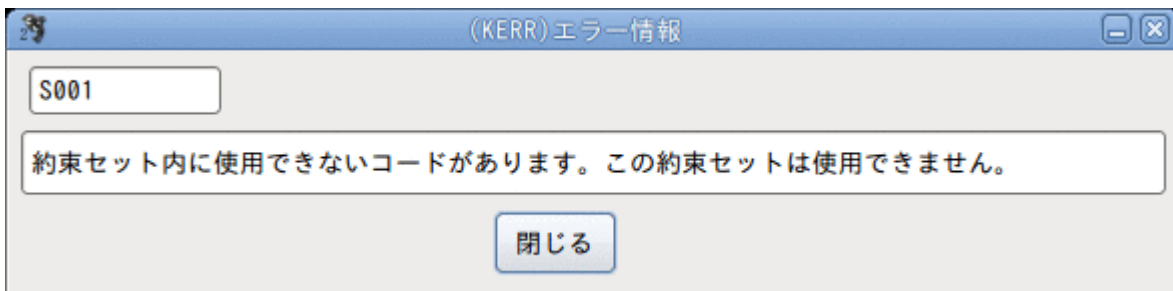 (KERR)エラー情報
S001
約束セット内に使用できないコードがあります。この約束セットは使用できません。
閉じる